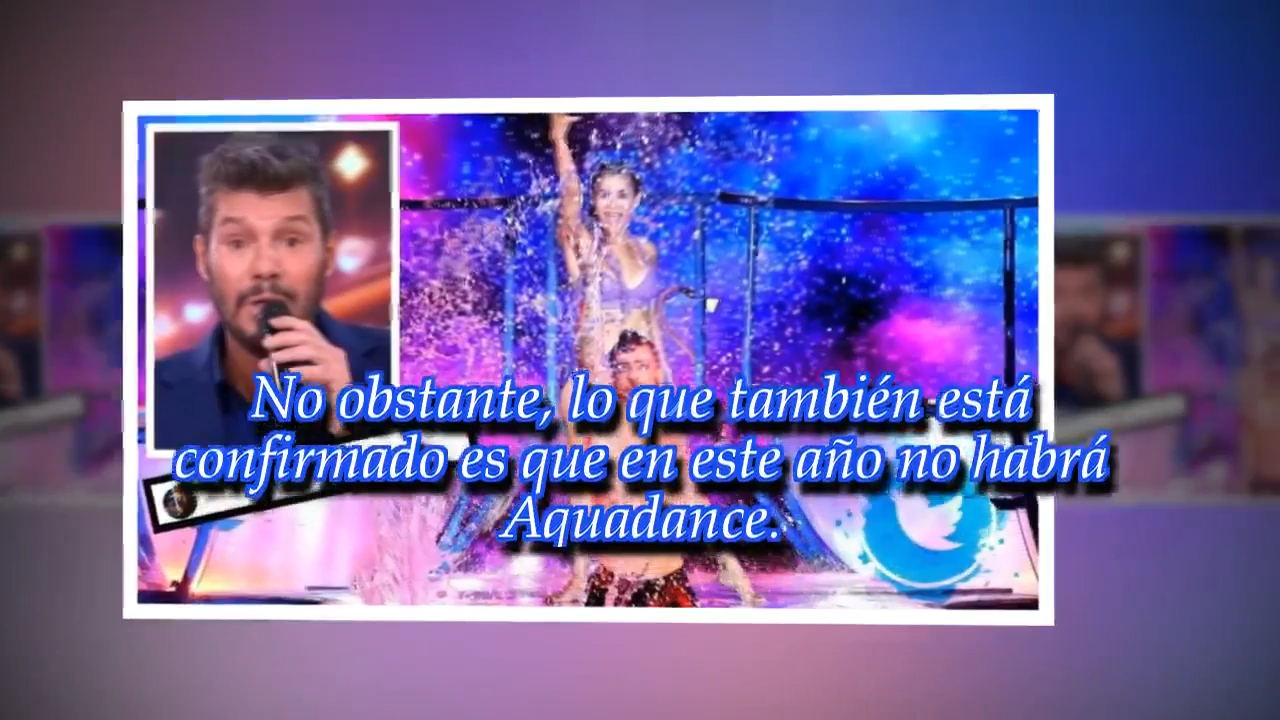 No obstante, lo que también está
confirmado es que en este año no habrá
Aquadance.